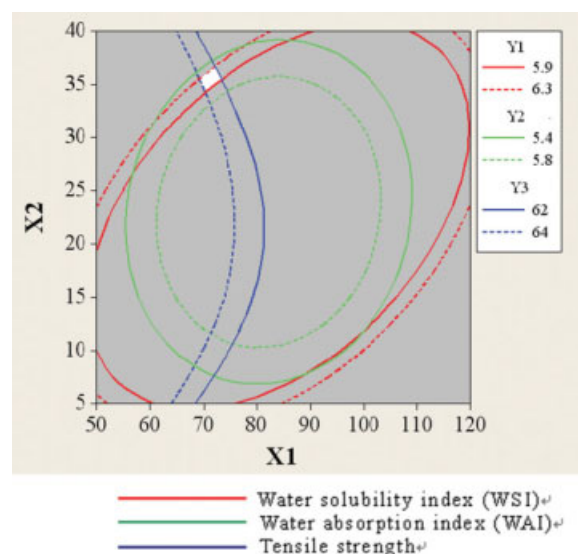 40
35
30
25
20
15
10
5
X2
50 60 70 80 90 100 110 120
X1
Y1
5.9
6.3
Y2
5.4
5.8
Y3
62
64
Water solubility index (WSI)↵
Water absorption index (WAI)↵
Tensile strength↵